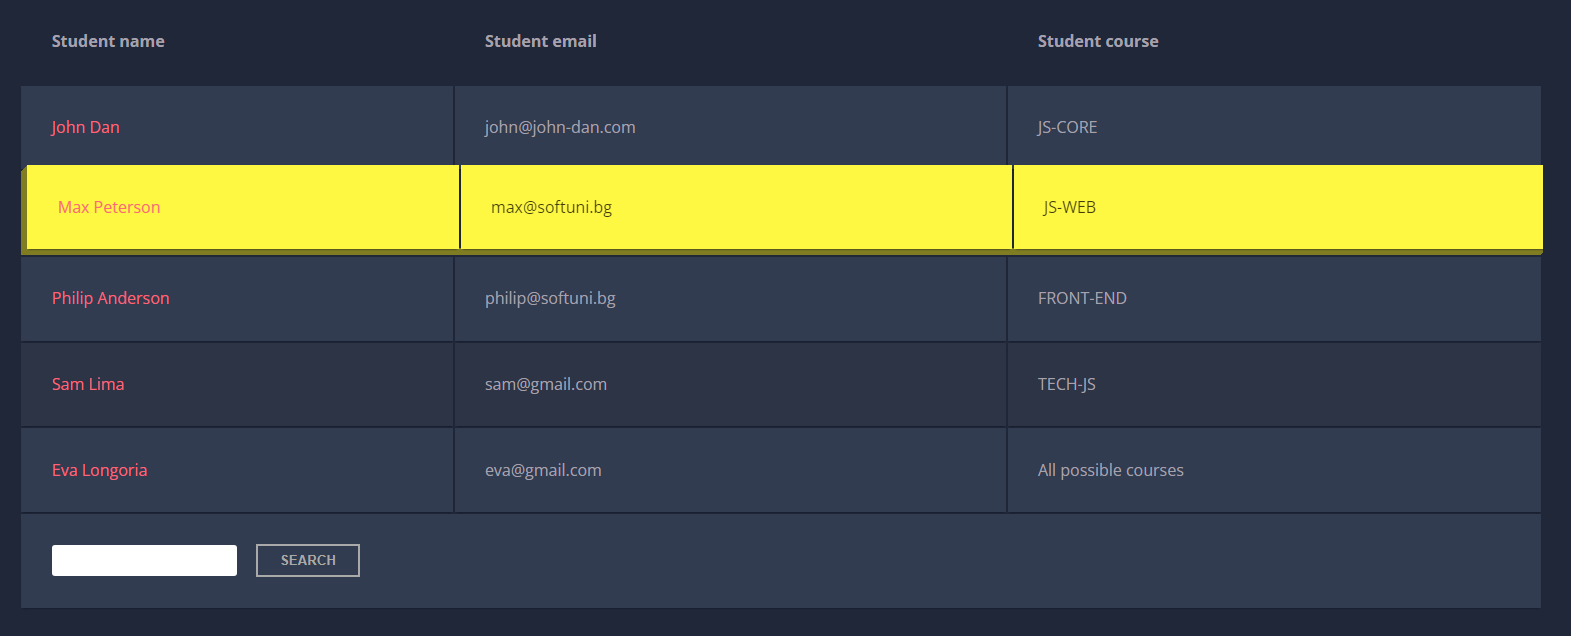 Student name Student email Student course
John Dan john@john-dan.com JS-CORE
Max Peterson max@softuni.bg JS-WEB
Philip Anderson philip@softuni.bg FRONT-END
Sam Lima sam@gmail.com TECH-JS
Eva Longoria eva@gmail.com All possible courses
SEARCH